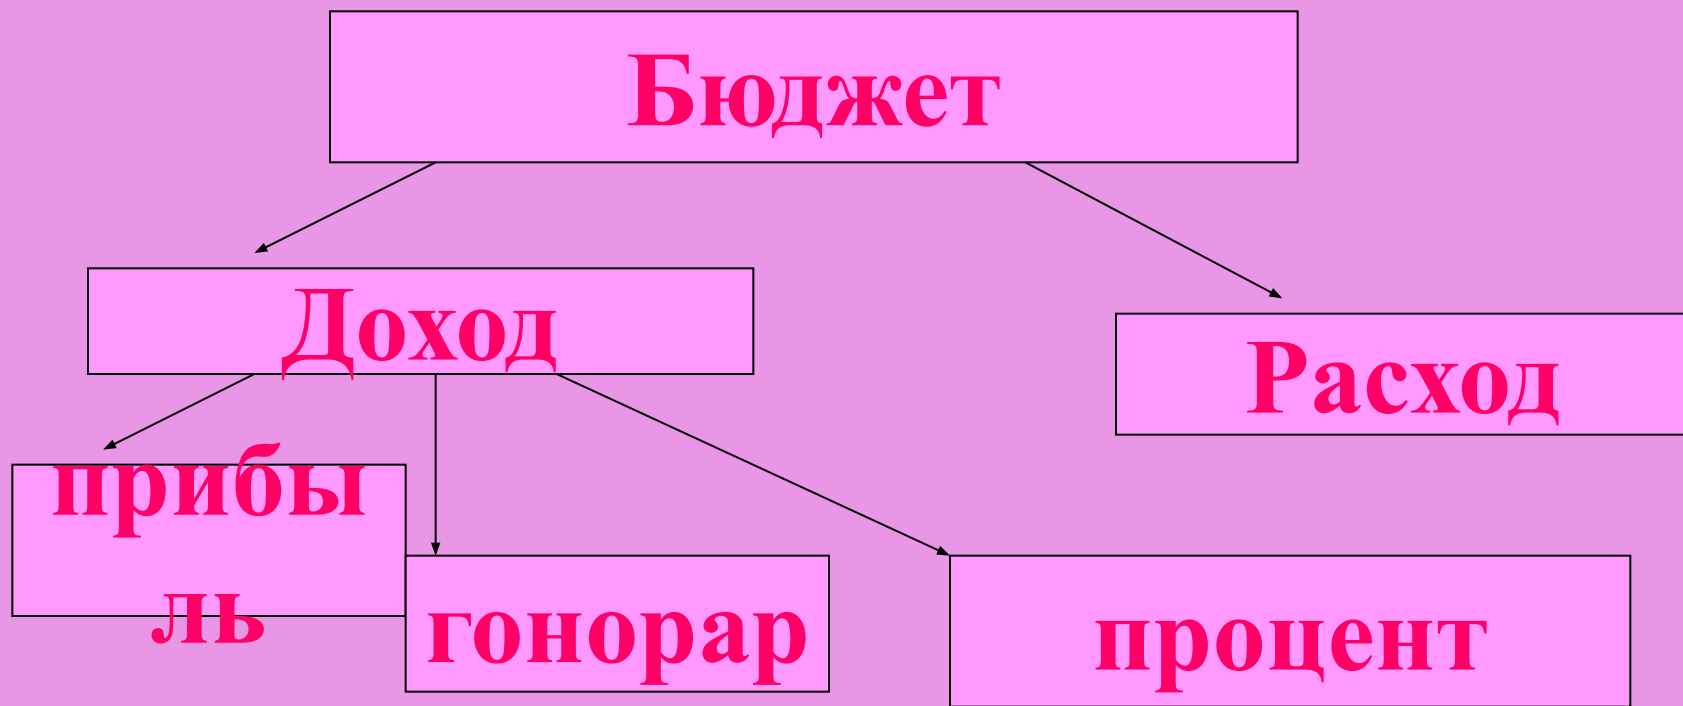 Бюджет
Доход
Расход
прибы
ль
гонорар
процент